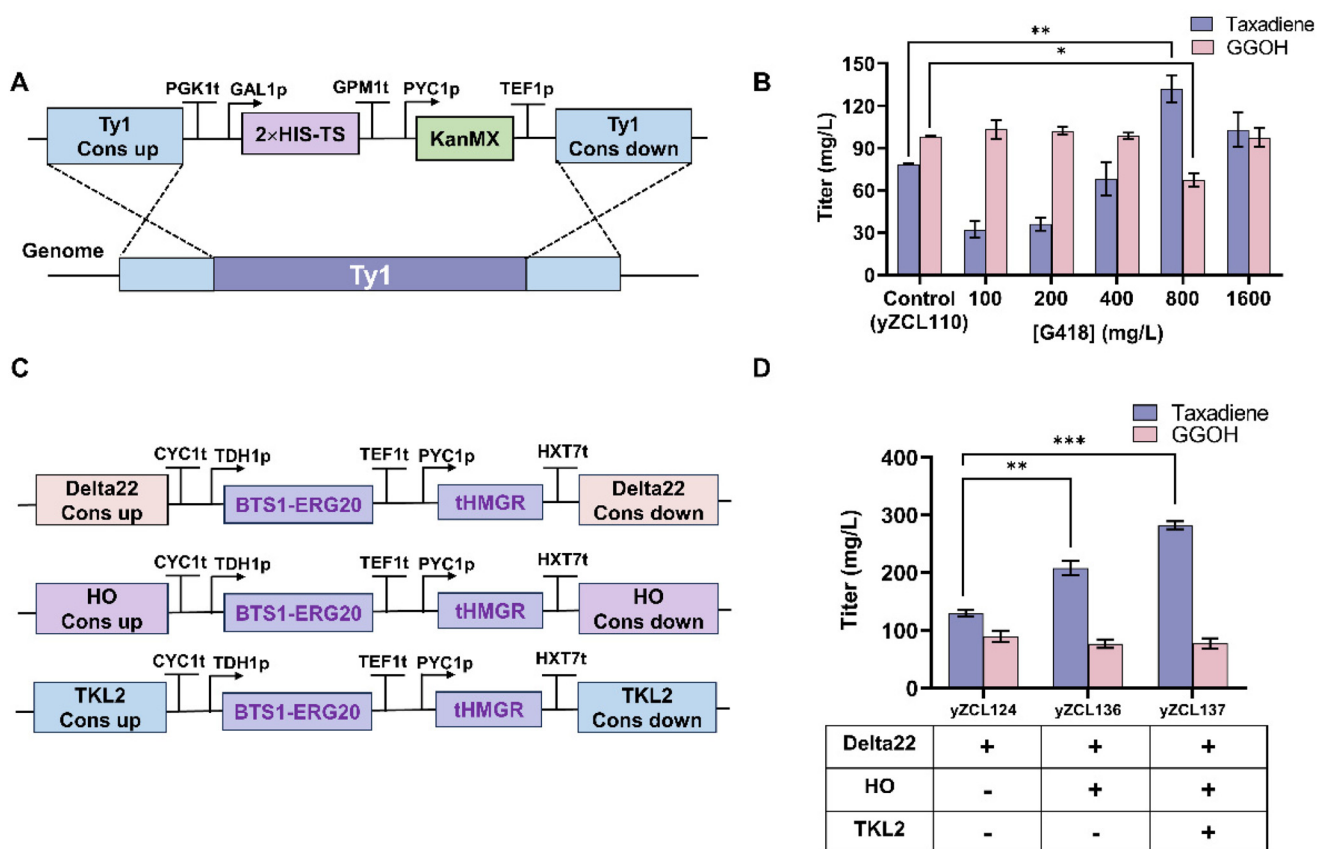 A
PGK1t GAL1p GPM1t PYC1p TEF1p
Ty1
Cons up
2×HIS-TS
KanMX
Ty1
Cons down
Genome
Ty1
B
Taxadiene
GGOH
**
*
Titer (mg/L)
150
120
90
60
30
0
Control 100 200 400 800 1600
(yZCL110) [G418] (mg/L)
C
CYC1t TDH1p TEF1t PYC1p HXT7t
Delta22
Cons up
BTS1-ERG20
tHMGR
Delta22
Cons down
CYC1t TDH1p TEF1t PYC1p HXT7t
HO
Cons up
BTS1-ERG20
tHMGR
HO
Cons down
CYC1t TDH1p TEF1t PYC1p HXT7t
TKL2
Cons up
BTS1-ERG20
tHMGR
TKL2
Cons down
D
Taxadiene
GGOH
***
**
Titer (mg/L)
400
300
200
100
0
yZCL124 yZCL136 yZCL137
Delta22 + + +
HO - + +
TKL2 - - +